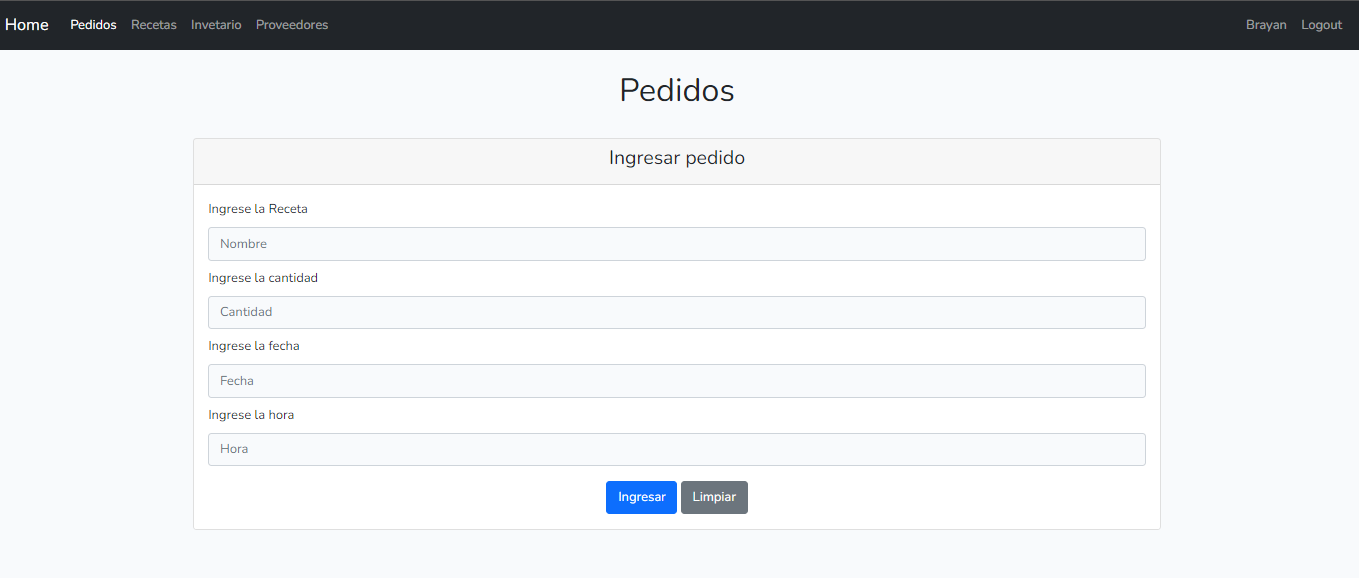 Home Pedidos Recetas Invetario Proveedores Brayan Logout
Pedidos
Ingresar pedido
Ingrese la Receta
Nombre
Ingrese la cantidad
Cantidad
Ingrese la fecha
Fecha
Ingrese la hora
Hora
Ingresar Limpiar